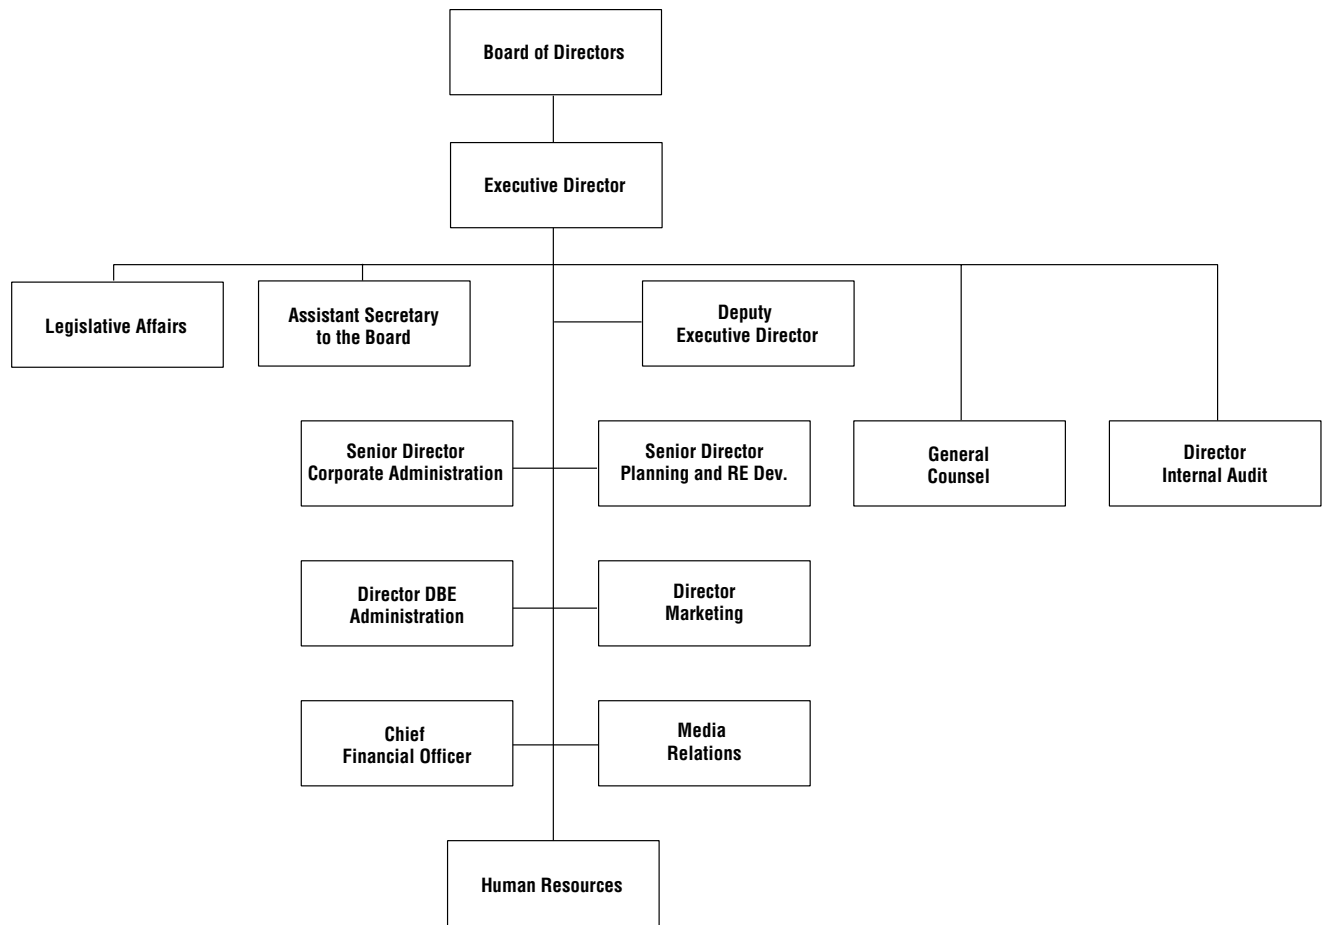 Board of Directors
Executive Director
Legislative Affairs
Assistant Secretary
to the Board
Deputy
Executive Director
Senior Director
Corporate Administration
Senior Director
Planning and RE Dev.
General
Counsel
Director
Internal Audit
Director DBE
Administration
Director
Marketing
Chief
Financial Officer
Media
Relations
Human Resources